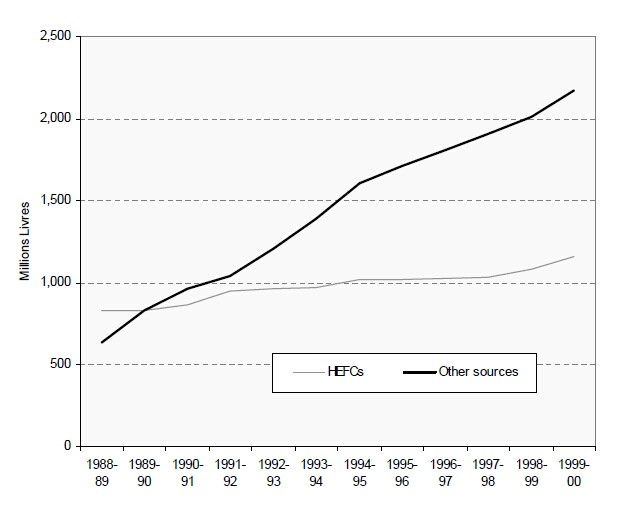 2,500
2,000
1,500
1,000
500
0
Millions Livres
HEFCs
Other sources
1988- 1989- 1990- 1991- 1992- 1993- 1994- 1995- 1996- 1997- 1998- 1999-
89 90 91 92 93 94 95 96 97 98 99 00